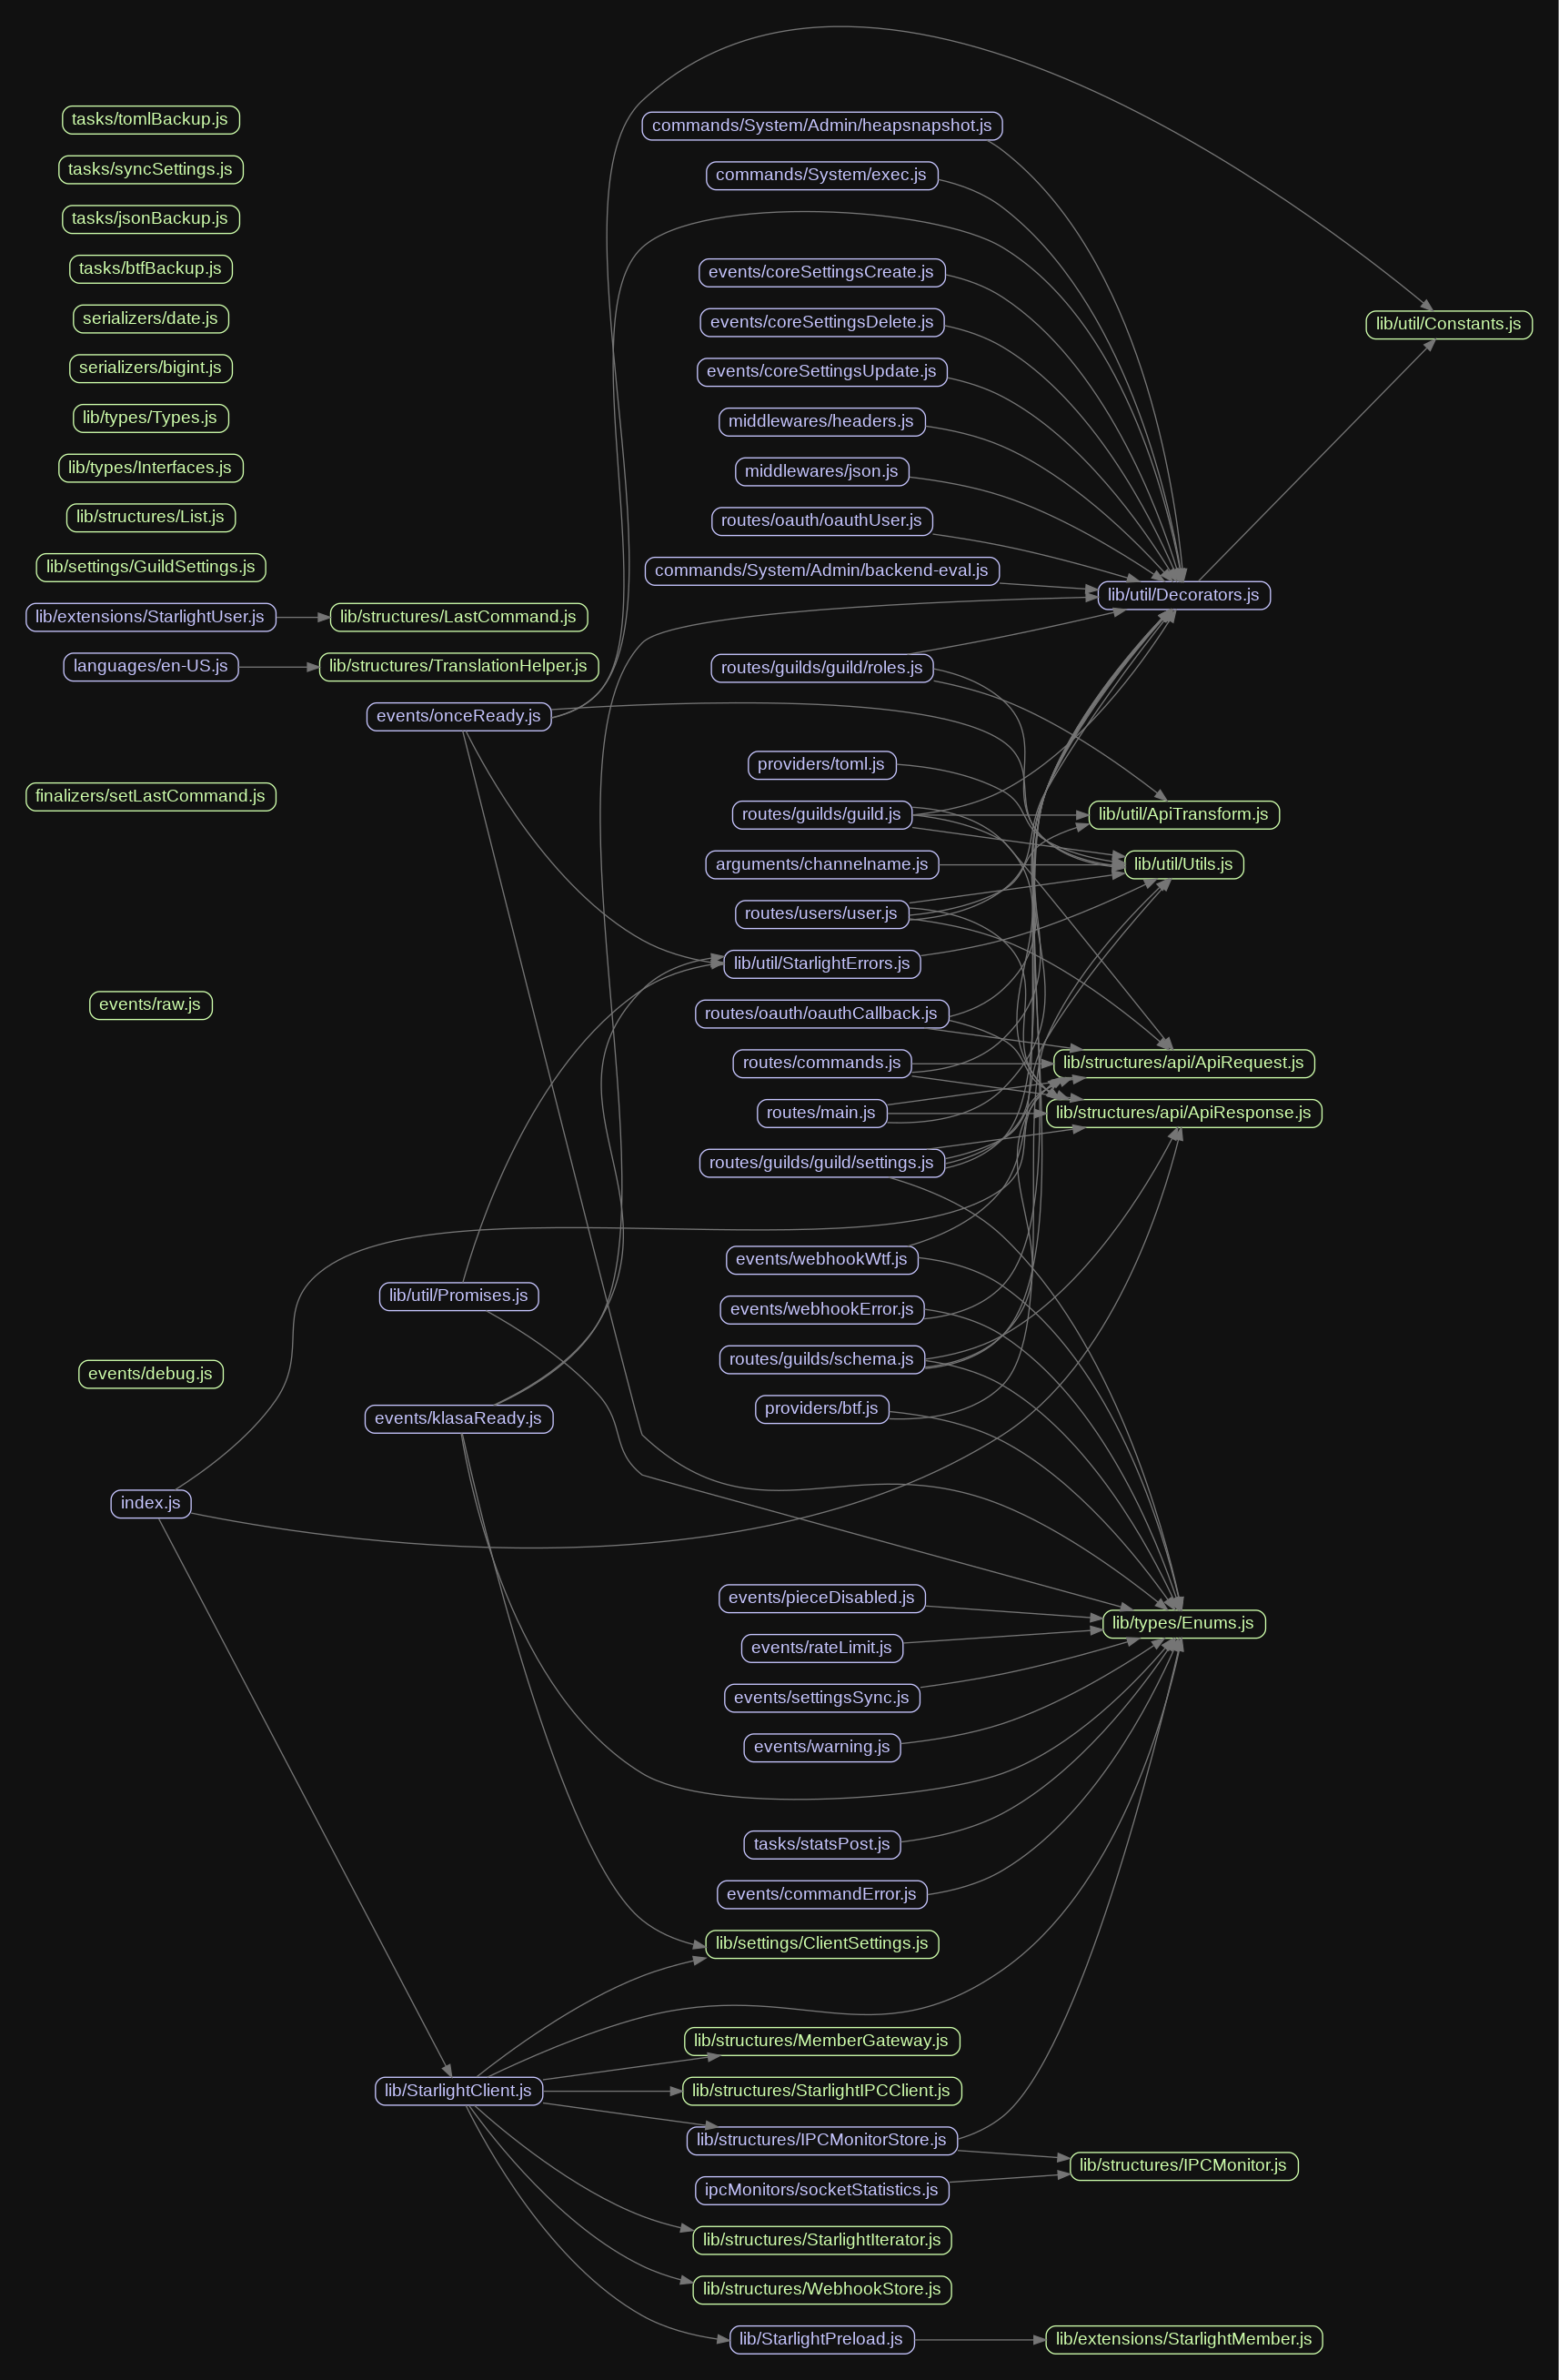 tasks/tomlBackup.js
tasks/syncSettings.js
tasks/jsonBackup.js
tasks/btfBackup.js
serializers/date.js
serializers/bigint.js
lib/types/Types.js
lib/types/Interfaces.js
lib/structures/List.js
lib/settings/GuildSettings.js
lib/extensions/StarlightUser.js
languages/en-US.js
finalizers/setLastCommand.js
events/raw.js
events/debug.js
index.js
lib/structures/LastCommand.js
lib/structures/TranslationHelper.js
events/onceReady.js
lib/util/Promises.js
events/klasaReady.js
lib/StarlightClient.js
commands/System/Admin/heapsnapshot.js
commands/System/exec.js
events/coreSettingsCreate.js
events/coreSettingsDelete.js
events/coreSettingsUpdate.js
middlewares/headers.js
middlewares/json.js
routes/oauth/oauthUser.js
commands/System/Admin/backend-eval.js
routes/guilds/guild/roles.js
providers/toml.js
routes/guilds/guild.js
arguments/channelname.js
routes/users/user.js
lib/util/StarlightErrors.js
routes/oauth/oauthCallback.js
routes/commands.js
routes/main.js
routes/guilds/guild/settings.js
events/webhookWtf.js
events/webhookError.js
routes/guilds/schema.js
providers/btf.js
events/pieceDisabled.js
events/rateLimit.js
events/settingsSync.js
events/warning.js
tasks/statsPost.js
events/commandError.js
lib/settings/ClientSettings.js
lib/structures/MemberGateway.js
lib/structures/StarlightIPCClient.js
lib/structures/IPCMonitorStore.js
ipcMonitors/socketStatistics.js
lib/structures/StarlightIterator.js
lib/structures/WebhookStore.js
lib/StarlightPreload.js
lib/util/Decorators.js
lib/util/ApiTransform.js
lib/util/Utils.js
lib/structures/api/ApiRequest.js
lib/structures/api/ApiResponse.js
lib/types/Enums.js
lib/structures/IPCMonitor.js
lib/extensions/StarlightMember.js
lib/util/Constants.js